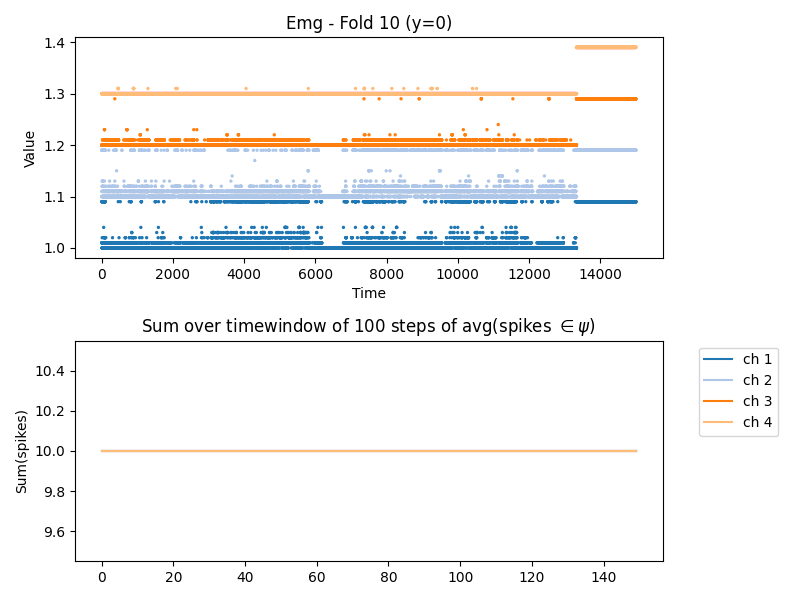 Emg - Fold 10 (y=0)
Value
1.4
1.3
1.2
1.1
1.0
0 2000 4000 6000 8000 10000 12000 14000
Time
Sum over timewindow of 100 steps of avg(spikes ∈ψ)
Sum(spikes)
10.4
10.2
10.0
9.8
9.6
0 20 40 60 80 100 120 140
ch 1
ch 2
ch 3
ch 4